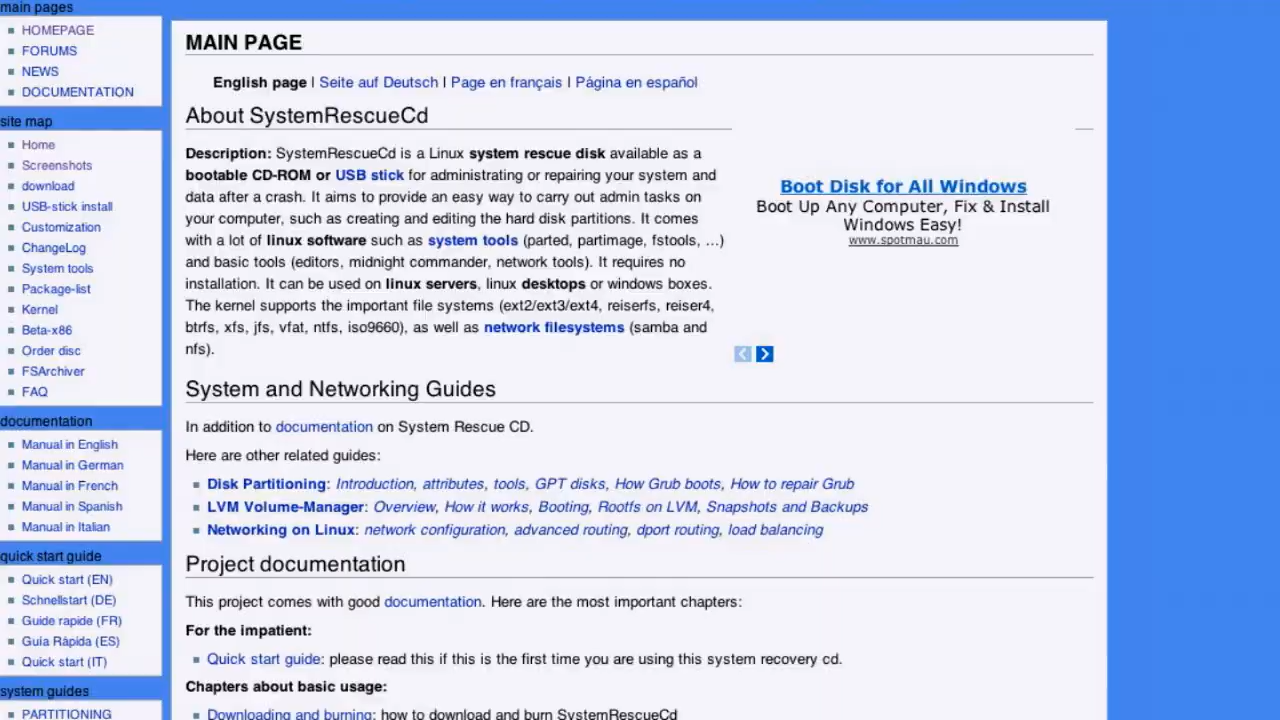 main pages
HOMEPAGE
FORUMS
NEWS
DOCUMENTATION
site map
Home
Screenshots
download
USB-stick install
Customization
ChangeLog
System tools
Package-list
Kernel
Beta-x86
Order disc
FSArchiver
FAQ
documentation
Manual in English
Manual in German
Manual in French
Manual in Spanish
Manual in Italian
quick start guide
Quick start (EN)
Schnellstart (DE)
Guide rapide (FR)
Guía Rápida (ES)
Quick start (IT)
system guides
PARTITIONING
MAIN PAGE
English page | Seite auf Deutsch | Page en français | Página en español
About SystemRescueCd
Description: SystemRescueCd is a Linux system rescue disk available as a
bootable CD-ROM or USB stick for administrating or repairing your system and
data after a crash. It aims to provide an easy way to carry out admin tasks on
your computer, such as creating and editing the hard disk partitions. It comes
with a lot of linux software such as system tools (parted, partimage, fstools, ...)
and basic tools (editors, midnight commander, network tools). It requires no
installation. It can be used on linux servers, linux desktops or windows boxes.
The kernel supports the important file systems (ext2/ext3/ext4, reiserfs, reiser4,
btrfs, xfs, jfs, vfat, ntfs, iso9660), as well as network filesystems (samba and
nfs).
Boot Disk for All Windows
Boot Up Any Computer, Fix & Install
Windows Easy!
www.spotmau.com
System and Networking Guides
In addition to documentation on System Rescue CD.
Here are other related guides:
Disk Partitioning: Introduction, attributes, tools, GPT disks, How Grub boots, How to repair Grub
LVM Volume-Manager: Overview, How it works, Booting, Rootfs on LVM, Snapshots and Backups
Networking on Linux: network configuration, advanced routing, dport routing, load balancing
Project documentation
This project comes with good documentation. Here are the most important chapters:
For the impatient:
Quick start guide: please read this if this is the first time you are using this system recovery cd.
Chapters about basic usage:
Downloading and burning: how to download and burn SystemRescueCd